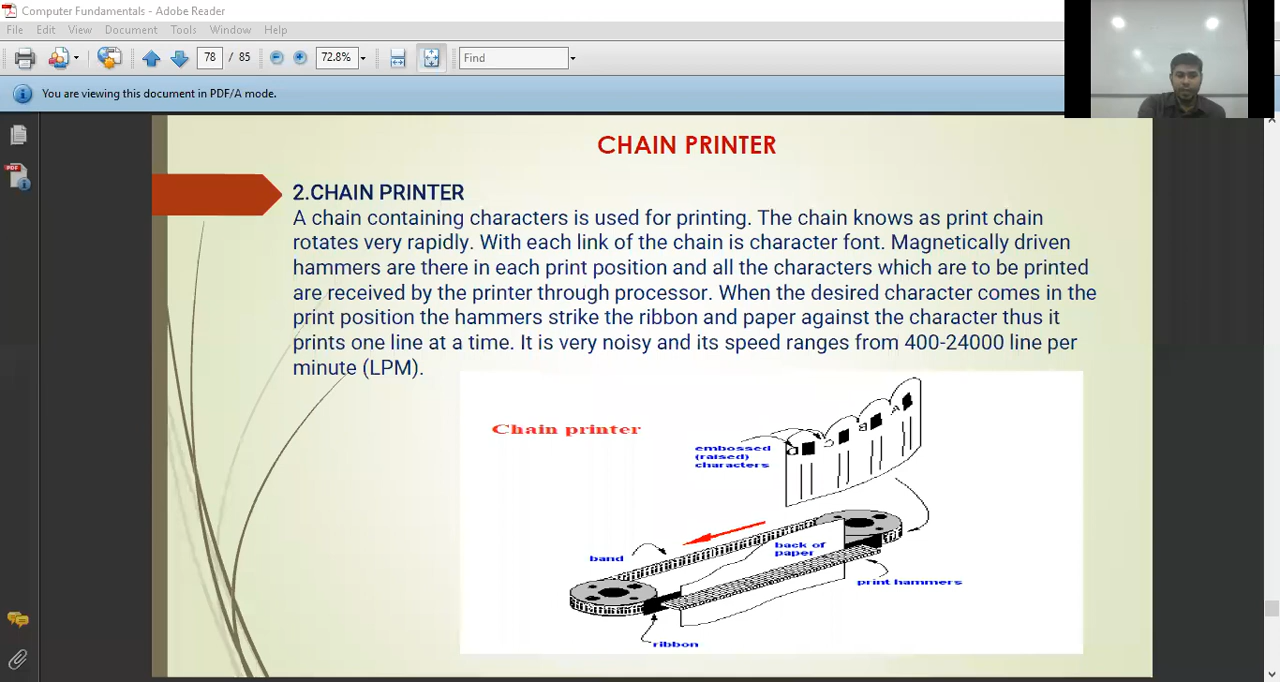 Computer Fundamentals - Adobe Reader
File Edit View Document Tools Window Help
78 / 85 72.8% Find
You are viewing this document in PDF/A mode.
CHAIN PRINTER
2.CHAIN PRINTER
A chain containing characters is used for printing. The chain knows as print chain
rotates very rapidly. With each link of the chain is character font. Magnetically driven
hammers are there in each print position and all the characters which are to be printed
are received by the printer through processor. When the desired character comes in the
print position the hammers strike the ribbon and paper against the character thus it
prints one line at a time. It is very noisy and its speed ranges from 400-24000 line per
minute (LPM).
Chain printer
embossed
(raised)
characters
band
back of
paper
print hammers
ribbon